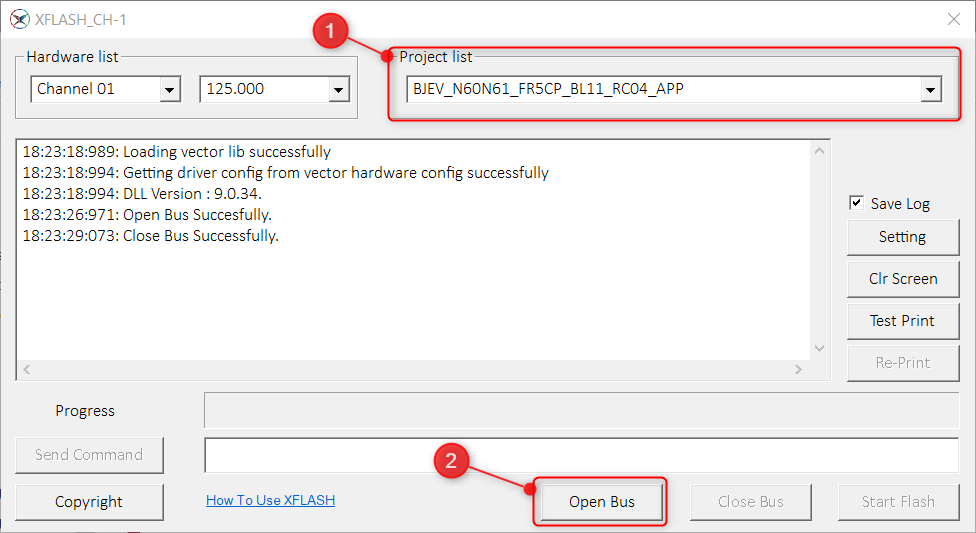 XFLASH_CH-1
1
Hardware list
Project list
Channel 01
125.000
BJEV_N60N61_FR5CP_BL11_RC04_APP
18:23:18:989: Loading vector lib successfully
18:23:18:994: Getting driver config from vector hardware config successfully
18:23:18:994: DLL Version : 9.0.34.
18:23:26:971: Open Bus Succesfully.
18:23:29:073: Close Bus Successfully.
Save Log
Setting
Clr Screen
Test Print
Re-Print
Progress
Send Command
2
Copyright
How To Use XFLASH
Open Bus
Close Bus
Start Flash